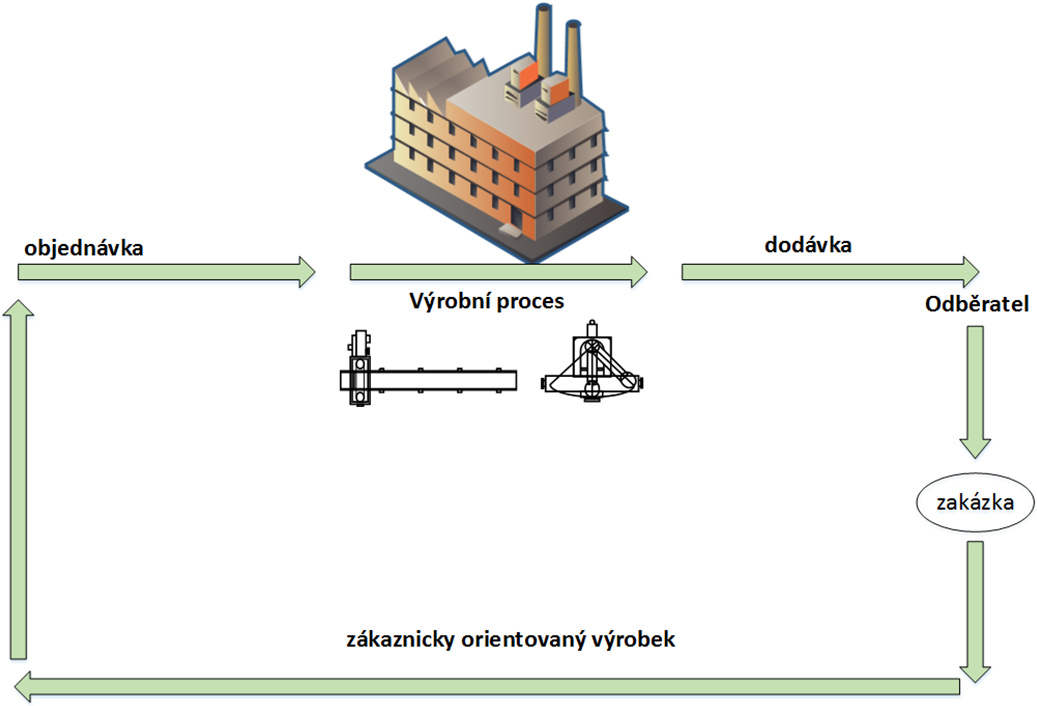 objednávka
dodávka
Výrobní proces
Odběratel
zakázka
zákaznicky orientovaný výrobek